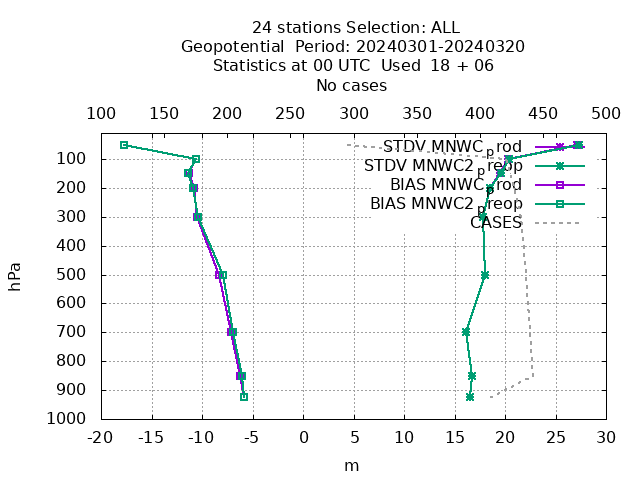 24 stations Selection: ALL
Geopotential  Period: 20240301-20240320
Statistics at 00 UTC  Used  18 + 06
No cases
100 150 200 250 300 350 400 450 500
STDV MNWC_prod
STDV MNWC2_preop
BIAS MNWC_prod
BIAS MNWC2_preop
CASES
hPa
100
200
300
400
500
600
700
800
900
1000
-20 -15 -10 -5 0 5 10 15 20 25 30
m